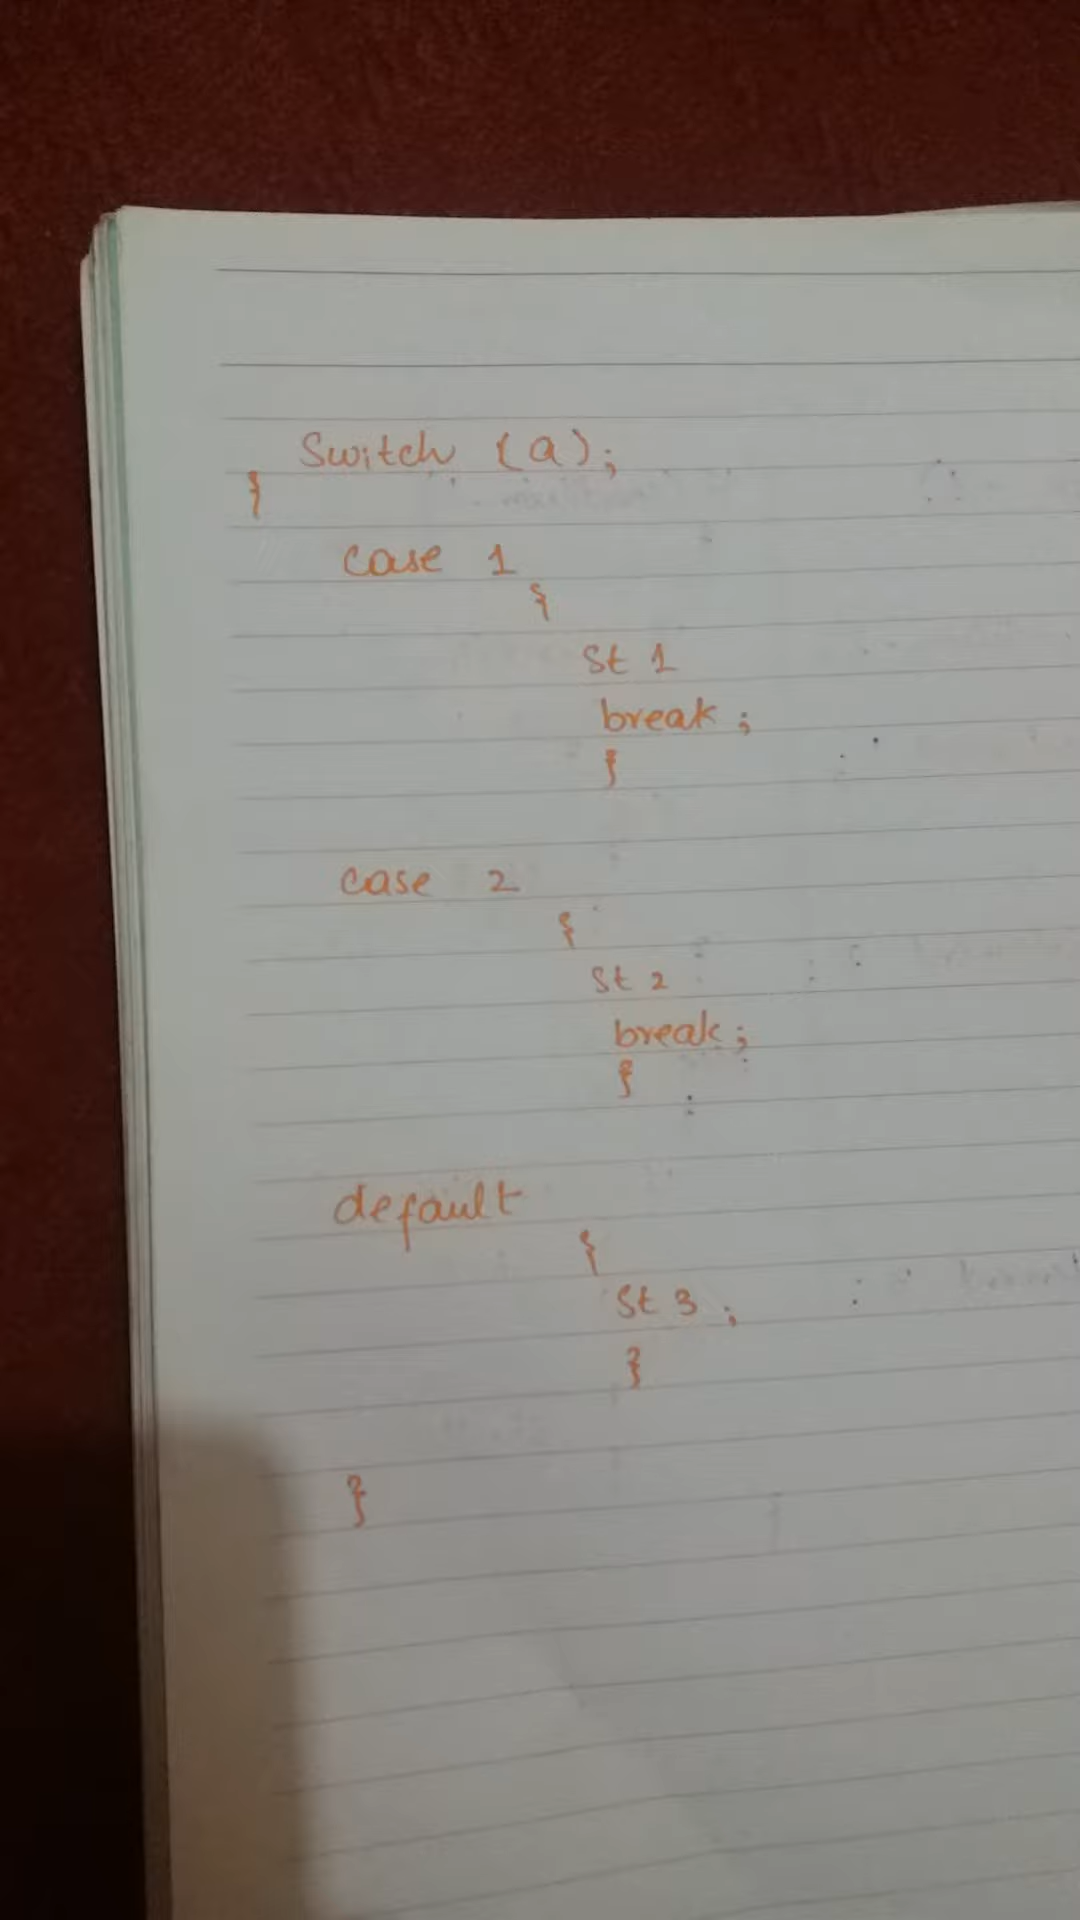 Switch (a);
{
case 1
{
St 1
break ;
}
case 2
{
St 2
break ;
}
default
{
St 3 ;
}
}